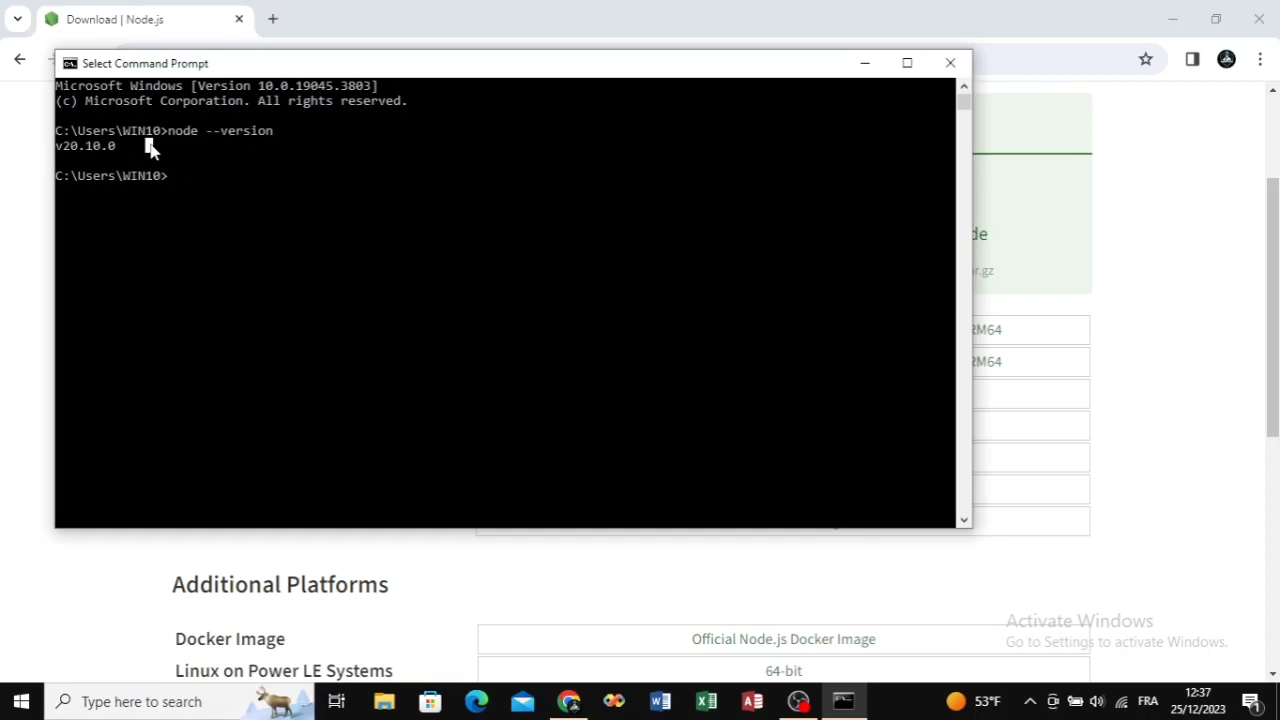 Download | Node.js
Select Command Prompt
Microsoft Windows [Version 10.0.19045.3803]
(c) Microsoft Corporation. All rights reserved.
C:\Users\WIN10>node --version
v20.10.0
C:\Users\WIN10>
de
r.gz
RM64
RM64
Additional Platforms
Docker Image
Official Node.js Docker Image
Linux on Power LE Systems
64-bit
Activate Windows
Go to Settings to activate Windows.
Type here to search
53°F
FRA
12:37
25/12/2023
1